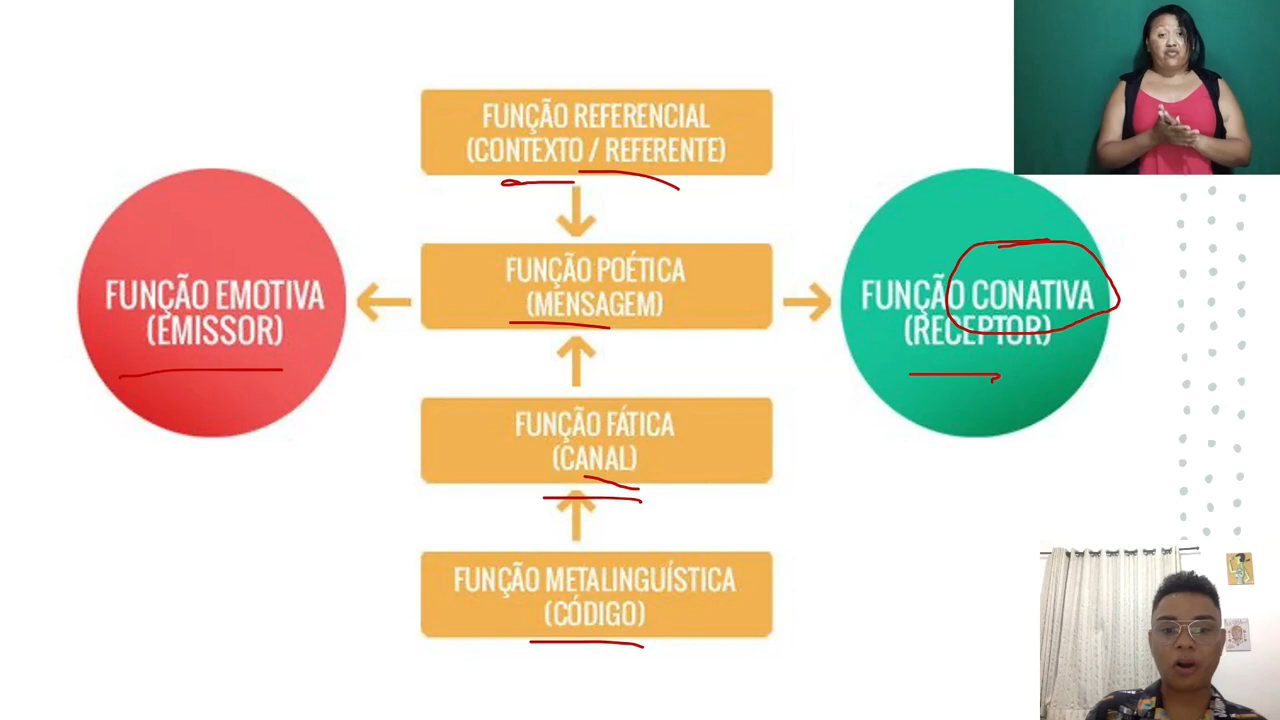 FUNÇÃO REFERENCIAL
(CONTEXTO / REFERENTE)
FUNÇÃO EMOTIVA
(EMISSOR)
FUNÇÃO POÉTICA
(MENSAGEM)
FUNÇÃO CONATIVA
(RECEPTOR)
FUNÇÃO FÁTICA
(CANAL)
FUNÇÃO METALINGUÍSTICA
(CÓDIGO)